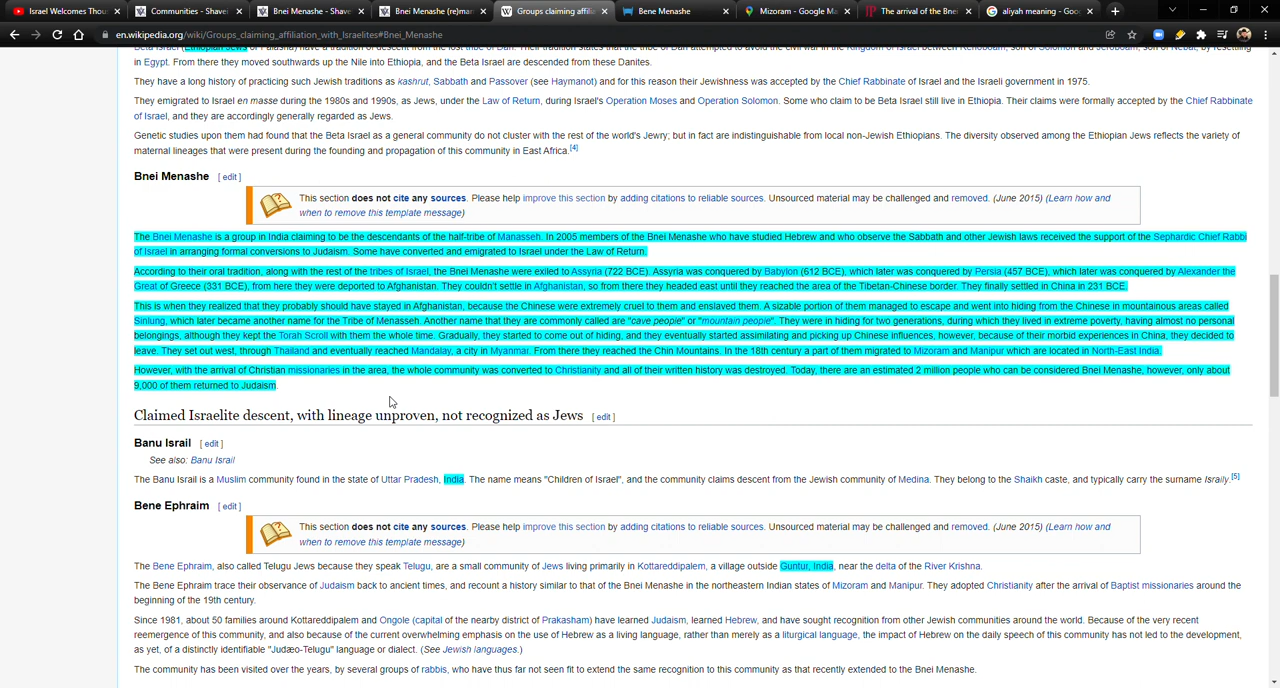 Israel Welcomes Thou
Communities - Shavei
Bnei Menashe - Shave
Bnei Menashe (re)mar
Groups claiming affilia
Bene Menashe
Mizoram - Google Ma
The arrival of the Bne
aliyah meaning - Goo
en.wikipedia.org/wiki/Groups_claiming_affiliation_with_Israelites#Bnei_Menashe
in Egypt. From there they moved southwards up the Nile into Ethiopia, and the Beta Israel are descended from these Danites.
They have a long history of practicing such Jewish traditions as kashrut, Sabbath and Passover (see Haymanot) and for this reason their Jewishness was accepted by the Chief Rabbinate of Israel and the Israeli government in 1975.
They emigrated to Israel en masse during the 1980s and 1990s, as Jews, under the Law of Return, during Israel's Operation Moses and Operation Solomon. Some who claim to be Beta Israel still live in Ethiopia. Their claims were formally accepted by the Chief Rabbinate
of Israel, and they are accordingly generally regarded as Jews.
Genetic studies upon them had found that the Beta Israel as a general community do not cluster with the rest of the world's Jewry; but in fact are indistinguishable from local non-Jewish Ethiopians. The diversity observed among the Ethiopian Jews reflects the variety of
maternal lineages that were present during the founding and propagation of this community in East Africa.[4]
Bnei Menashe [ edit ]
This section does not cite any sources. Please help improve this section by adding citations to reliable sources. Unsourced material may be challenged and removed. (June 2015) (Learn how and
when to remove this template message)
The Bnei Menashe is a group in India claiming to be the descendants of the half-tribe of Manasseh. In 2005 members of the Bnei Menashe who have studied Hebrew and who observe the Sabbath and other Jewish laws received the support of the Sephardic Chief Rabbi
of Israel in arranging formal conversions to Judaism. Some have converted and emigrated to Israel under the Law of Return.
According to their oral tradition, along with the rest of the tribes of Israel, the Bnei Menashe were exiled to Assyria (722 BCE). Assyria was conquered by Babylon (612 BCE), which later was conquered by Persia (457 BCE), which later was conquered by Alexander the
Great of Greece (331 BCE), from here they were deported to Afghanistan. They couldn't settle in Afghanistan, so from there they headed east until they reached the area of the Tibetan-Chinese border. They finally settled in China in 231 BCE.
This is when they realized that they probably should have stayed in Afghanistan, because the Chinese were extremely cruel to them and enslaved them. A sizable portion of them managed to escape and went into hiding from the Chinese in mountainous areas called
Sinlung, which later became another name for the Tribe of Menasseh. Another name that they are commonly called are "cave people" or "mountain people". They were in hiding for two generations, during which they lived in extreme poverty, having almost no personal
belongings, although they kept the Torah Scroll with them the whole time. Gradually, they started to come out of hiding, and they eventually started assimilating and picking up Chinese influences, however, because of their morbid experiences in China, they decided to
leave. They set out west, through Thailand and eventually reached Mandalay, a city in Myanmar. From there they reached the Chin Mountains. In the 18th century a part of them migrated to Mizoram and Manipur which are located in North-East India.
However, with the arrival of Christian missionaries in the area, the whole community was converted to Christianity and all of their written history was destroyed. Today, there are an estimated 2 million people who can be considered Bnei Menashe, however, only about
9,000 of them returned to Judaism.
Claimed Israelite descent, with lineage unproven, not recognized as Jews [ edit ]
Banu Israil [ edit ]
See also: Banu Israil
The Banu Israil is a Muslim community found in the state of Uttar Pradesh, India. The name means "Children of Israel", and the community claims descent from the Jewish community of Medina. They belong to the Shaikh caste, and typically carry the surname Israily.[5]
Bene Ephraim [ edit ]
This section does not cite any sources. Please help improve this section by adding citations to reliable sources. Unsourced material may be challenged and removed. (June 2015) (Learn how and
when to remove this template message)
The Bene Ephraim, also called Telugu Jews because they speak Telugu, are a small community of Jews living primarily in Kottareddipalem, a village outside Guntur, India, near the delta of the River Krishna.
The Bene Ephraim trace their observance of Judaism back to ancient times, and recount a history similar to that of the Bnei Menashe in the northeastern Indian states of Mizoram and Manipur. They adopted Christianity after the arrival of Baptist missionaries around the
beginning of the 19th century.
Since 1981, about 50 families around Kottareddipalem and Ongole (capital of the nearby district of Prakasham) have learned Judaism, learned Hebrew, and have sought recognition from other Jewish communities around the world. Because of the very recent
reemergence of this community, and also because of the current overwhelming emphasis on the use of Hebrew as a living language, rather than merely as a liturgical language, the impact of Hebrew on the daily speech of this community has not led to the development,
as yet, of a distinctly identifiable "Judæo-Telugu" language or dialect. (See Jewish languages.)
The community has been visited over the years, by several groups of rabbis, who have thus far not seen fit to extend the same recognition to this community as that recently extended to the Bnei Menashe.